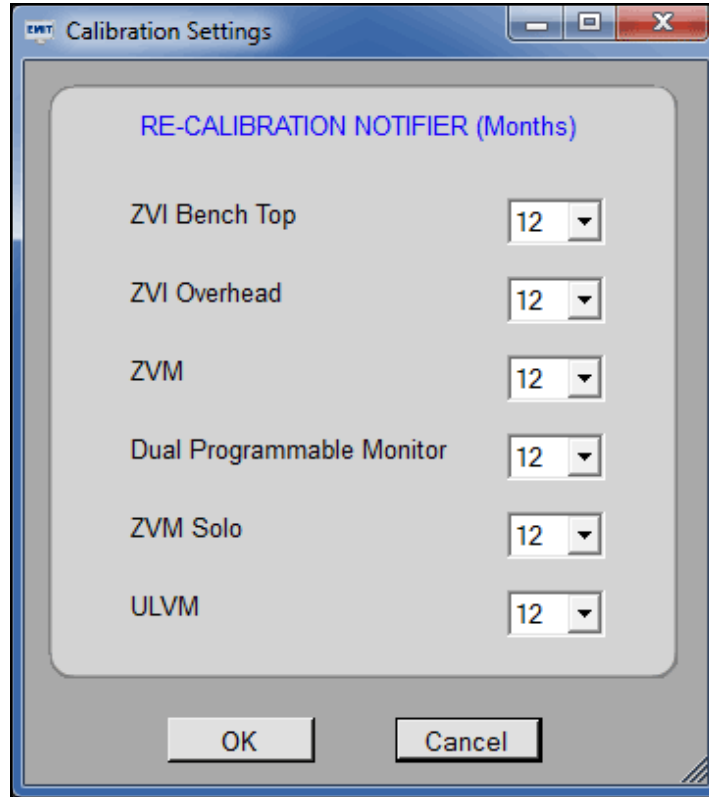 EMIT Calibration Settings
RE-CALIBRATION NOTIFIER (Months)
ZVI Bench Top 12
ZVI Overhead 12
ZVM 12
Dual Programmable Monitor 12
ZVM Solo 12
ULVM 12
OK Cancel